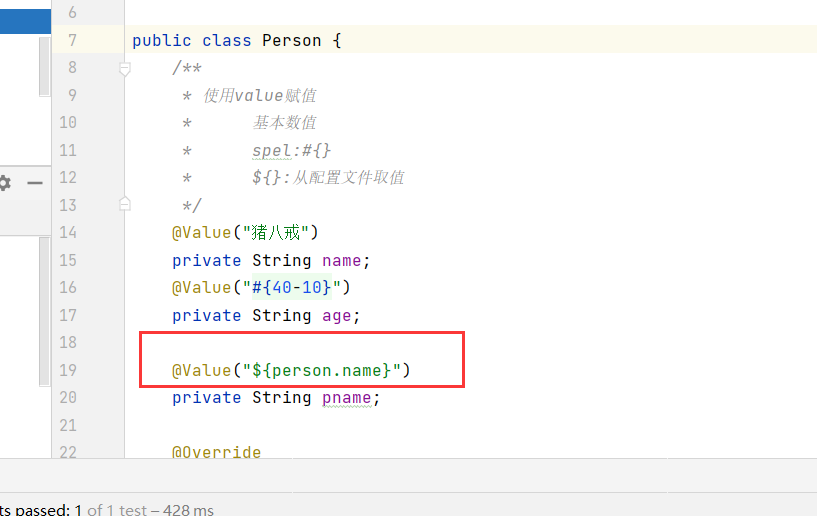 6
7 public class Person {
8 /**
9 * 使用value赋值
10 * 基本数值
11 * spel:#{}
12 * ${}:从配置文件取值
13 */
14 @Value("猪八戒")
15 private String name;
16 @Value("#{40-10}")
17 private String age;
18
19 @Value("${person.name}")
20 private String pname;
21
22 @Override
ts passed: 1 of 1 test – 428 ms